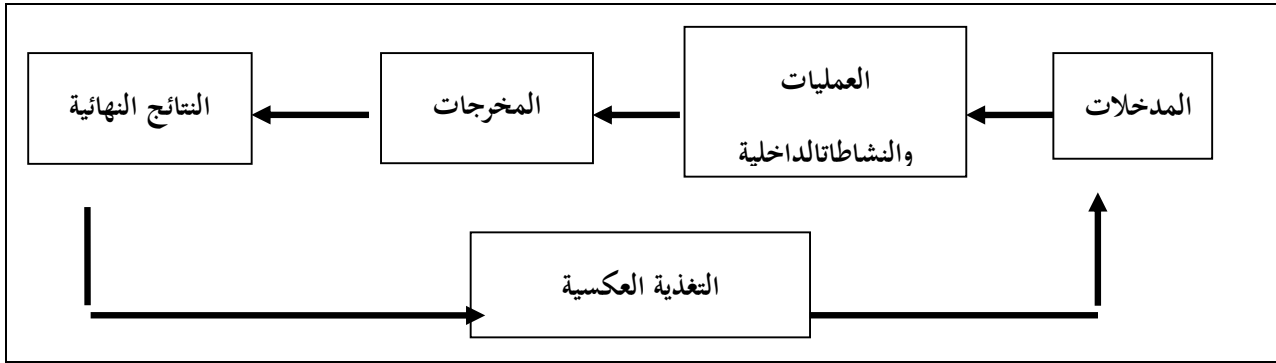 المدخلات
العمليات
والنشاطاتالداخلية
المخرجات
النتائج النهائية
التغذية العكسية